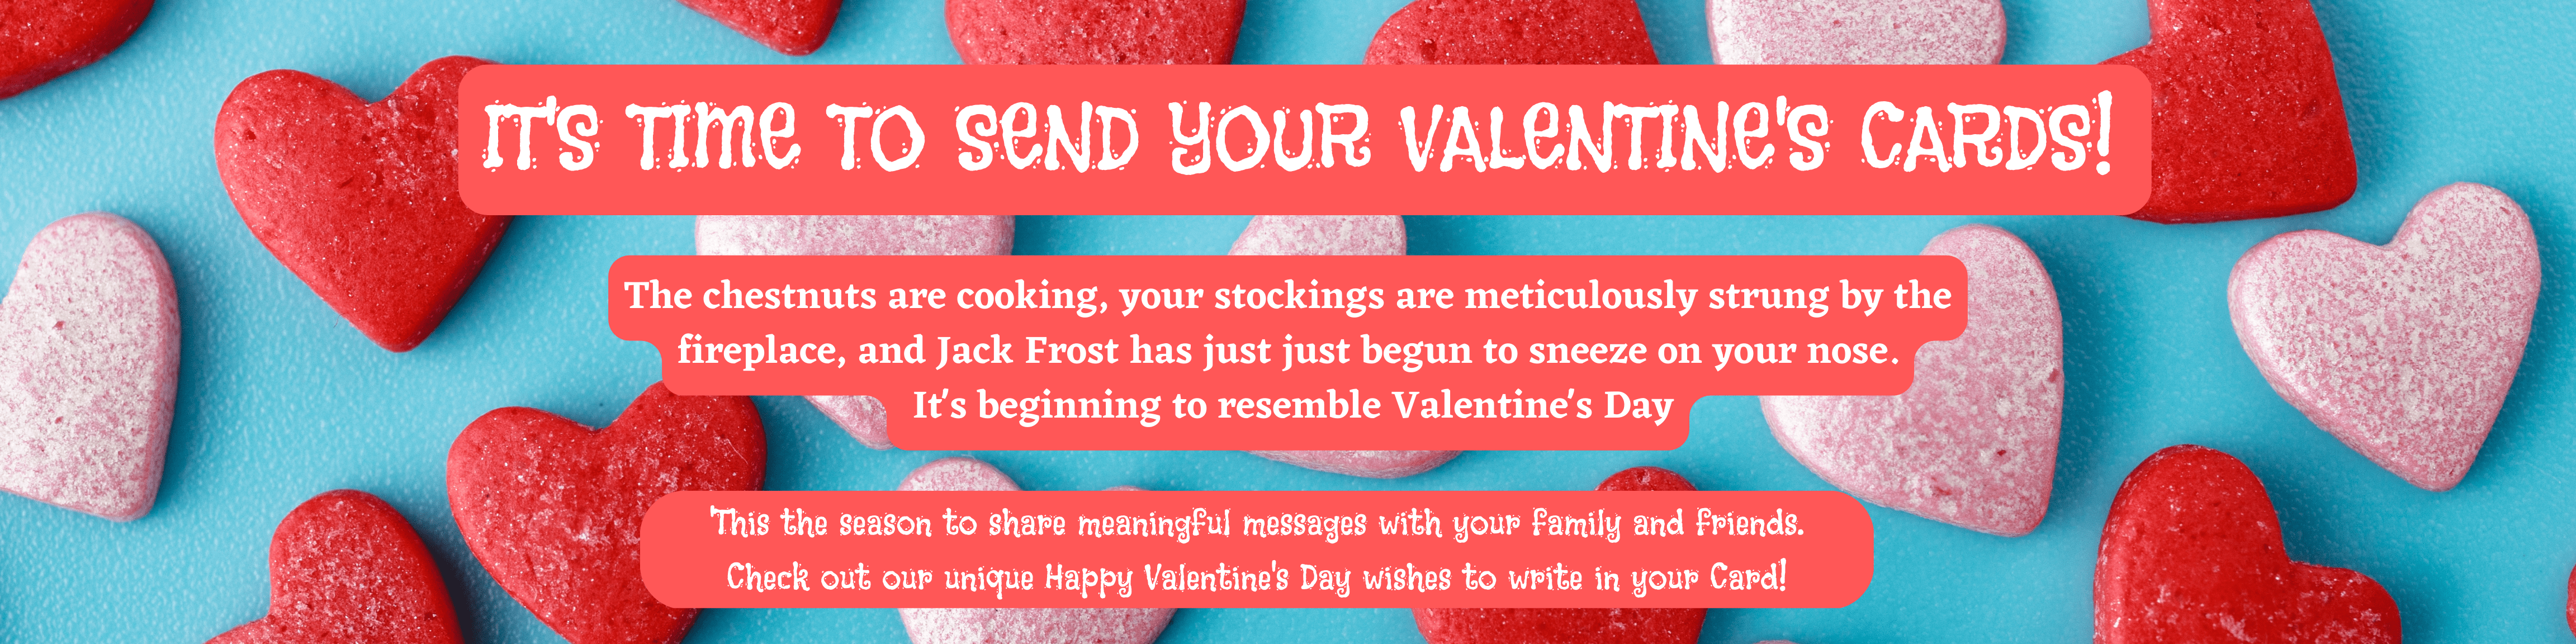 IT'S TIME TO SEND YOUR VALENTINE'S CARDS!
The chestnuts are cooking, your stockings are meticulously strung by the
fireplace, and Jack Frost has just just begun to sneeze on your nose.
It's beginning to resemble Valentine's Day
'This the season to share meaningful messages with your family and friends.
Check out our unique Happy Valentine's Day wishes to write in your Card!